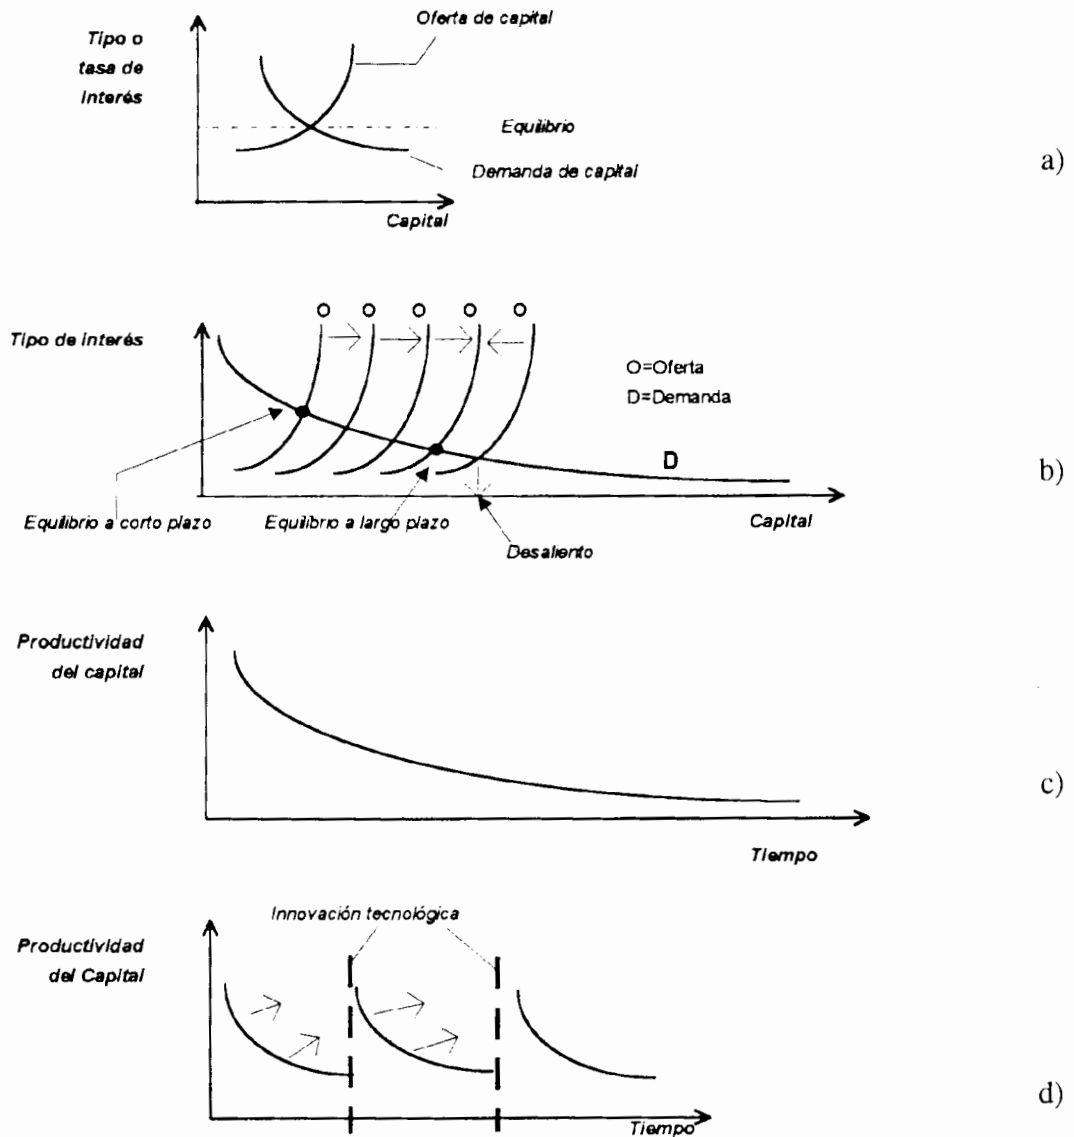 Oferta de capital
Tipo o
tasa de
Interés
Equilibrio
Demanda de capital
Capital
a)
O O O O O
Tipo de interés
O=Oferta
D=Demanda
D
b)
Equilibrio a corto plazo
Equilibrio a largo plazo
Capital
Desaliento
Productividad
del capital
c)
Tiempo
Innovación tecnológica
Productividad
del Capital
d)
Tiempo